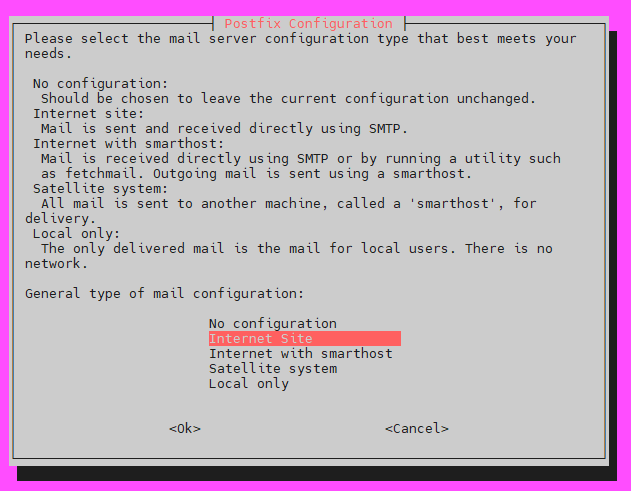 Postfix Configuration
Please select the mail server configuration type that best meets your
needs.
No configuration:
Should be chosen to leave the current configuration unchanged.
Internet site:
Mail is sent and received directly using SMTP.
Internet with smarthost:
Mail is received directly using SMTP or by running a utility such
as fetchmail. Outgoing mail is sent using a smarthost.
Satellite system:
All mail is sent to another machine, called a 'smarthost', for
delivery.
Local only:
The only delivered mail is the mail for local users. There is no
network.
General type of mail configuration:
No configuration
Internet Site
Internet with smarthost
Satellite system
Local only
<Ok> <Cancel>